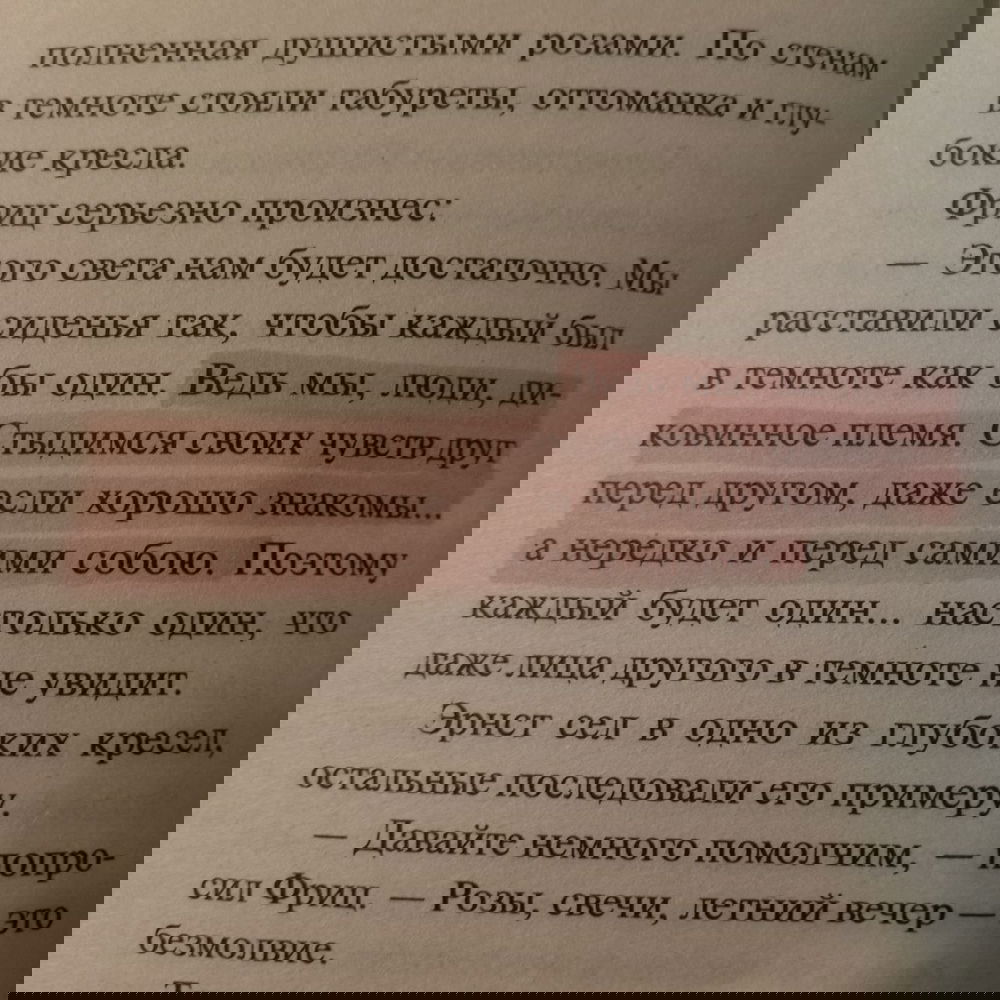 полненная душистыми розами. По стенам
в темноте стояли табуреты, оттоманка и глу-
бокие кресла.
Фриц серьезно произнес:
— Этого света нам будет достаточно. Мы
расставили сиденья так, чтобы каждый был
в темноте как бы один. Ведь мы, люди, ди-
ковинное племя. Стыдимся своих чувств друг
перед другом, даже если хорошо знакомы...
а нередко и перед самими собою. Поэтому
каждый будет один... настолько один, что
даже лица другого в темноте не увидит.
Эрнст сел в одно из глубоких кресел,
остальные последовали его примеру.
— Давайте немного помолчим, — попро-
сил Фриц. — Розы, свечи, летний вечер — это
безмолвие.